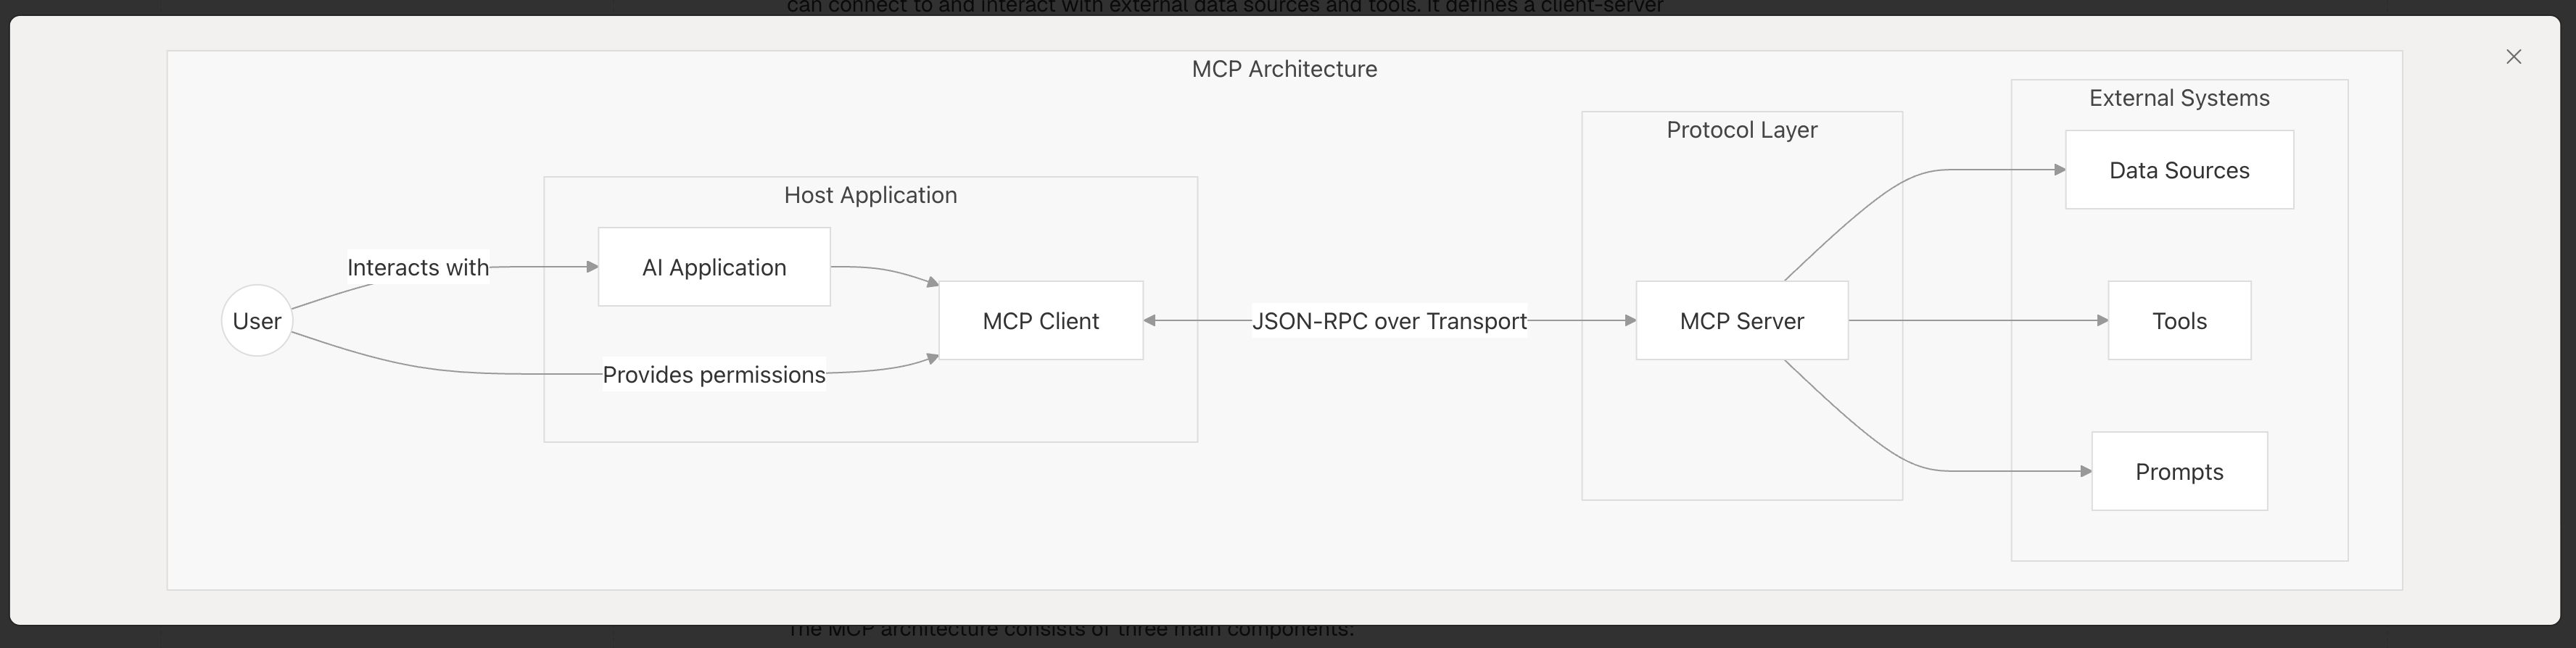 can connect to and interact with external data sources and tools. It defines a client-server
MCP Architecture
External Systems
Protocol Layer
Data Sources
Host Application
Interacts with
AI Application
User
MCP Client
JSON-RPC over Transport
MCP Server
Tools
Provides permissions
Prompts
The MCP architecture consists of three main components: